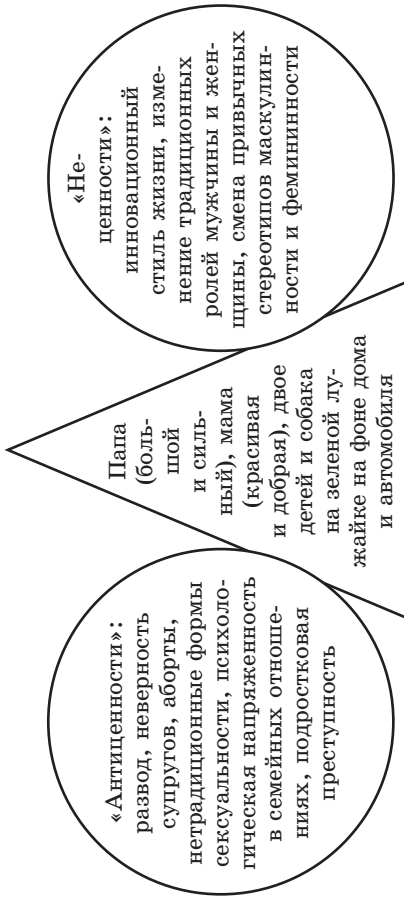 «Антиценности»:
развод, неверность
супругов, аборты,
нетрадиционные формы
сексуальности, психоло-
гическая напряженность
в семейных отноше-
ниях, подростковая
преступность
Папа
(боль-
шой
и силь-
ный), мама
(красивая
и добрая), двое
детей и собака
на зеленой лу-
жайке на фоне дома
и автомобиля
«Не-
ценности»:
инновационный
стиль жизни, изме-
нение традиционных
ролей мужчины и жен-
щины, смена привычных
стереотипов маскулин-
ности и фемининности